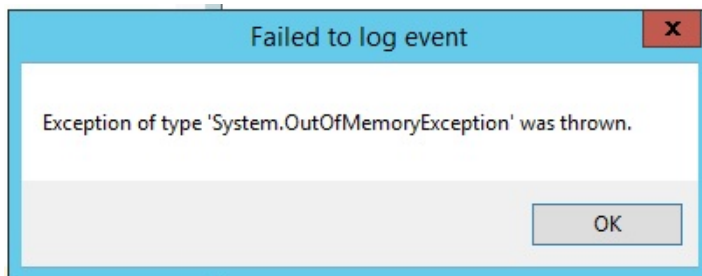 Failed to log event
x
Exception of type 'System.OutOfMemoryException' was thrown.
OK